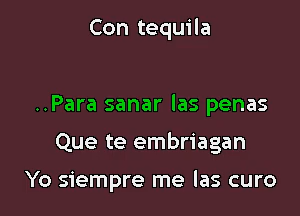 Con tequila
..Para sanar las penas
Que te embriagan
Yo siempre me las curo